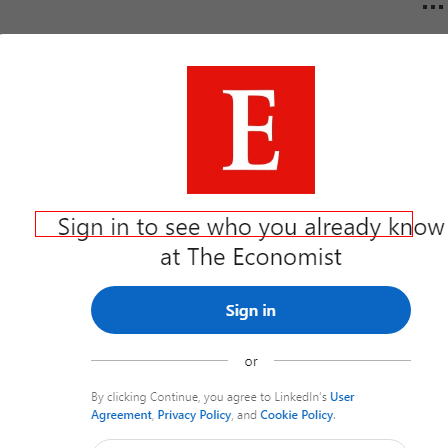 E
Sign in to see who you already know
at The Economist
Sign in
or
By clicking Continue, you agree to LinkedIn's User
Agreement, Privacy Policy, and Cookie Policy.